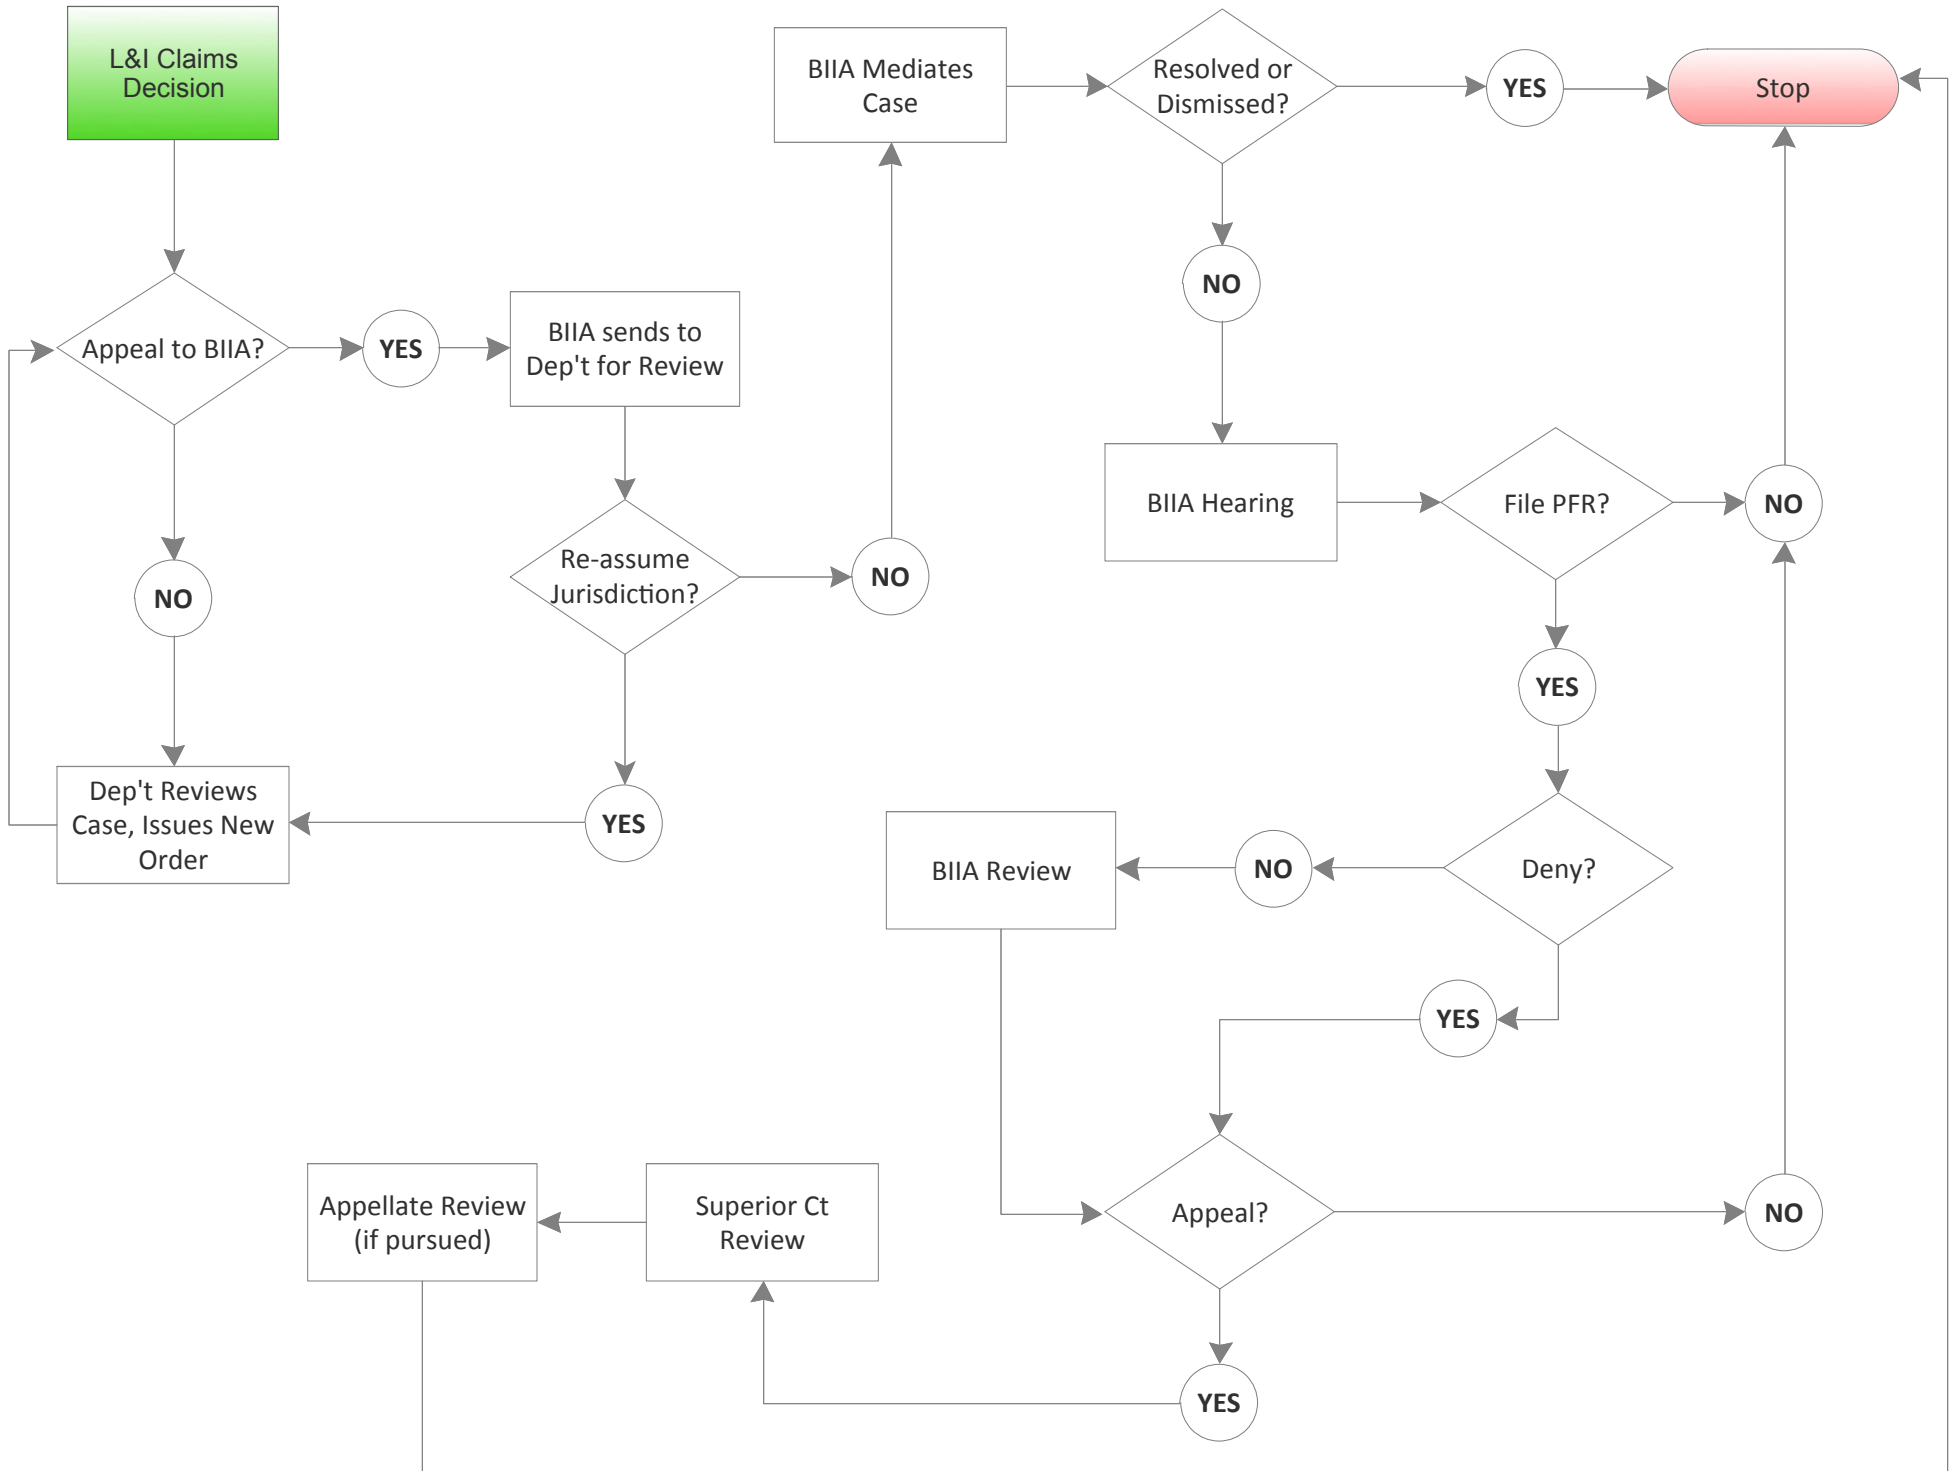 L&I Claims
Decision
BIIA Mediates
Case
Resolved or
Dismissed?
YES
Stop
NO
Appeal to BIIA?
YES
BIIA sends to
Dep't for Review
NO
Re-assume
Jurisdiction?
NO
YES
Dep't Reviews
Case, Issues New
Order
BIIA Hearing
File PFR?
NO
YES
Deny?
NO
BIIA Review
YES
Appeal?
NO
YES
Superior Ct
Review
Appellate Review
(if pursued)